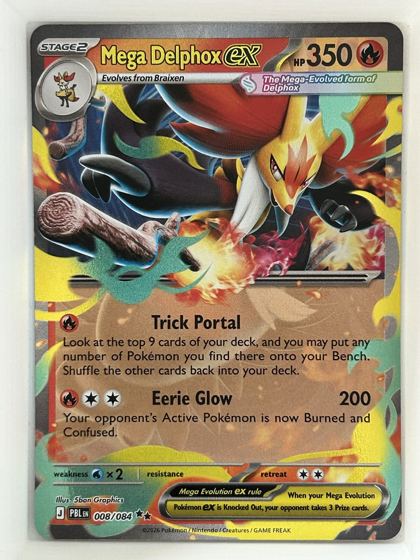 STAGE2 Mega Delphox ex HP 350
Evolves from Braixen
The Mega-Evolved form of
Delphox
Trick Portal
Look at the top 9 cards of your deck, and you may put any
number of Pokémon you find there onto your Bench.
Shuffle the other cards back into your deck.
Eerie Glow 200
Your opponent's Active Pokémon is now Burned and
Confused.
weakness ×2 resistance retreat
Mega Evolution ex rule When your Mega Evolution
Pokémon ex is Knocked Out, your opponent takes 3 Prize cards.
Illus. 5ban Graphics
J PBL EN 008/084 ★★
©2026 Pokémon / Nintendo / Creatures / GAME FREAK